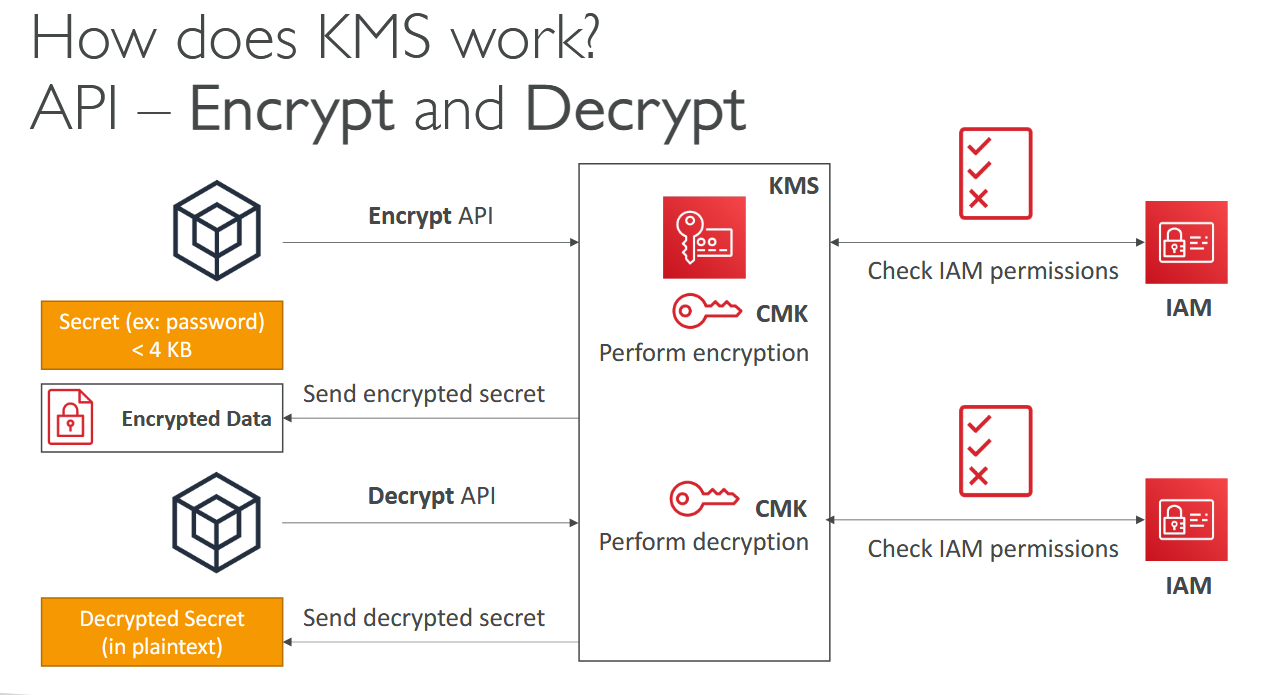 How does KMS work?
API – Encrypt and Decrypt
Encrypt API
KMS
Check IAM permissions
IAM
Secret (ex: password)
< 4 KB
CMK
Perform encryption
Send encrypted secret
Encrypted Data
Decrypt API
CMK
Perform decryption
Check IAM permissions
IAM
Send decrypted secret
Decrypted Secret
(in plaintext)